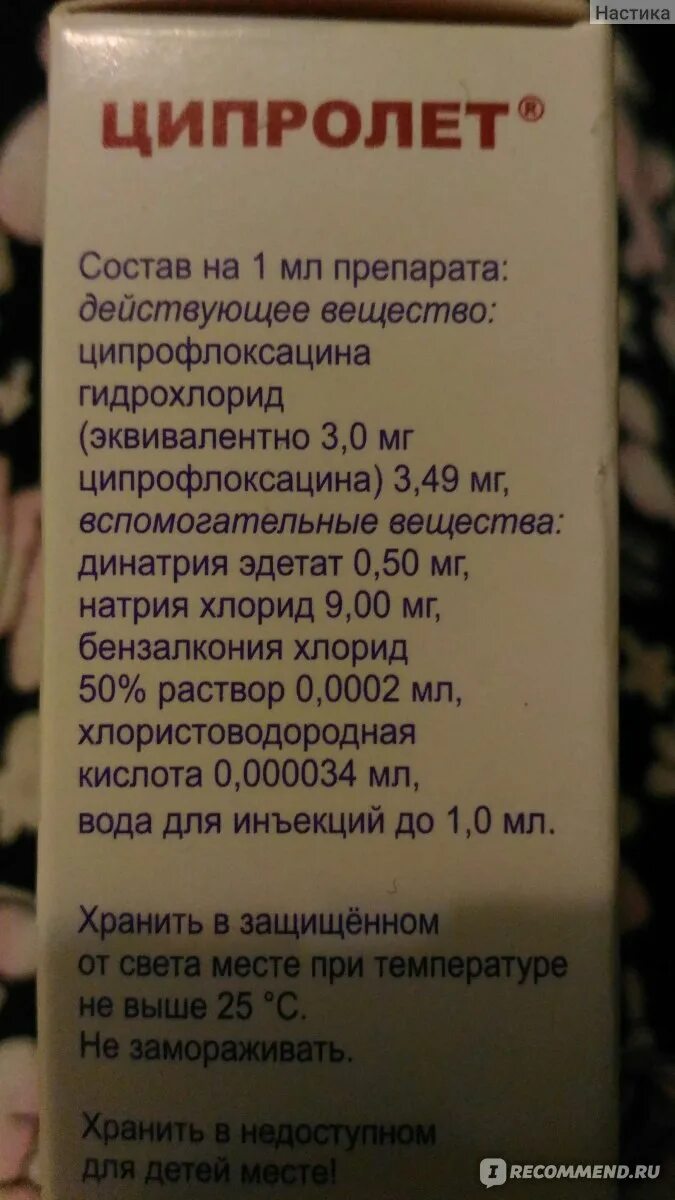 Настика
ЦИПРОЛЕТ®
Состав на 1 мл препарата:
действующее вещество:
ципрофлоксацина
гидрохлорид
(эквивалентно 3,0 мг
ципрофлоксацина) 3,49 мг,
вспомогательные вещества:
динатрия эдетат 0,50 мг,
натрия хлорид 9,00 мг,
бензалкония хлорид
50% раствор 0,0002 мл,
хлористоводородная
кислота 0,000034 мл,
вода для инъекций до 1,0 мл.
Хранить в защищённом
от света месте при температуре
не выше 25 °С.
Не замораживать.
Хранить в недоступном
для детей месте!
IRECOMMEND.RU